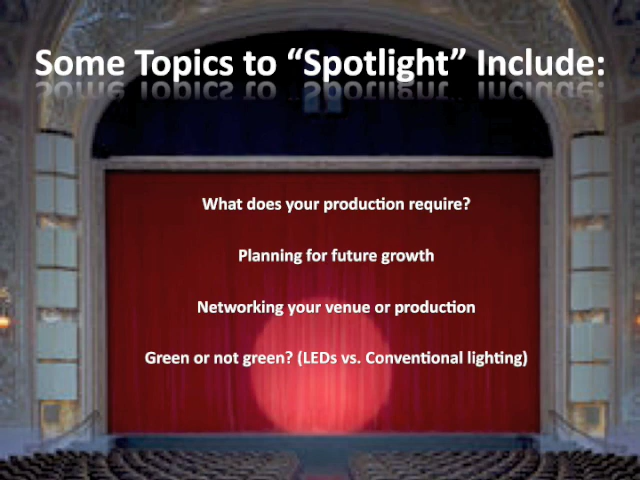 Some Topics to “Spotlight” Include:
What does your production require?
Planning for future growth
Networking your venue or production
Green or not green? (LEDs vs. Conventional lighting)